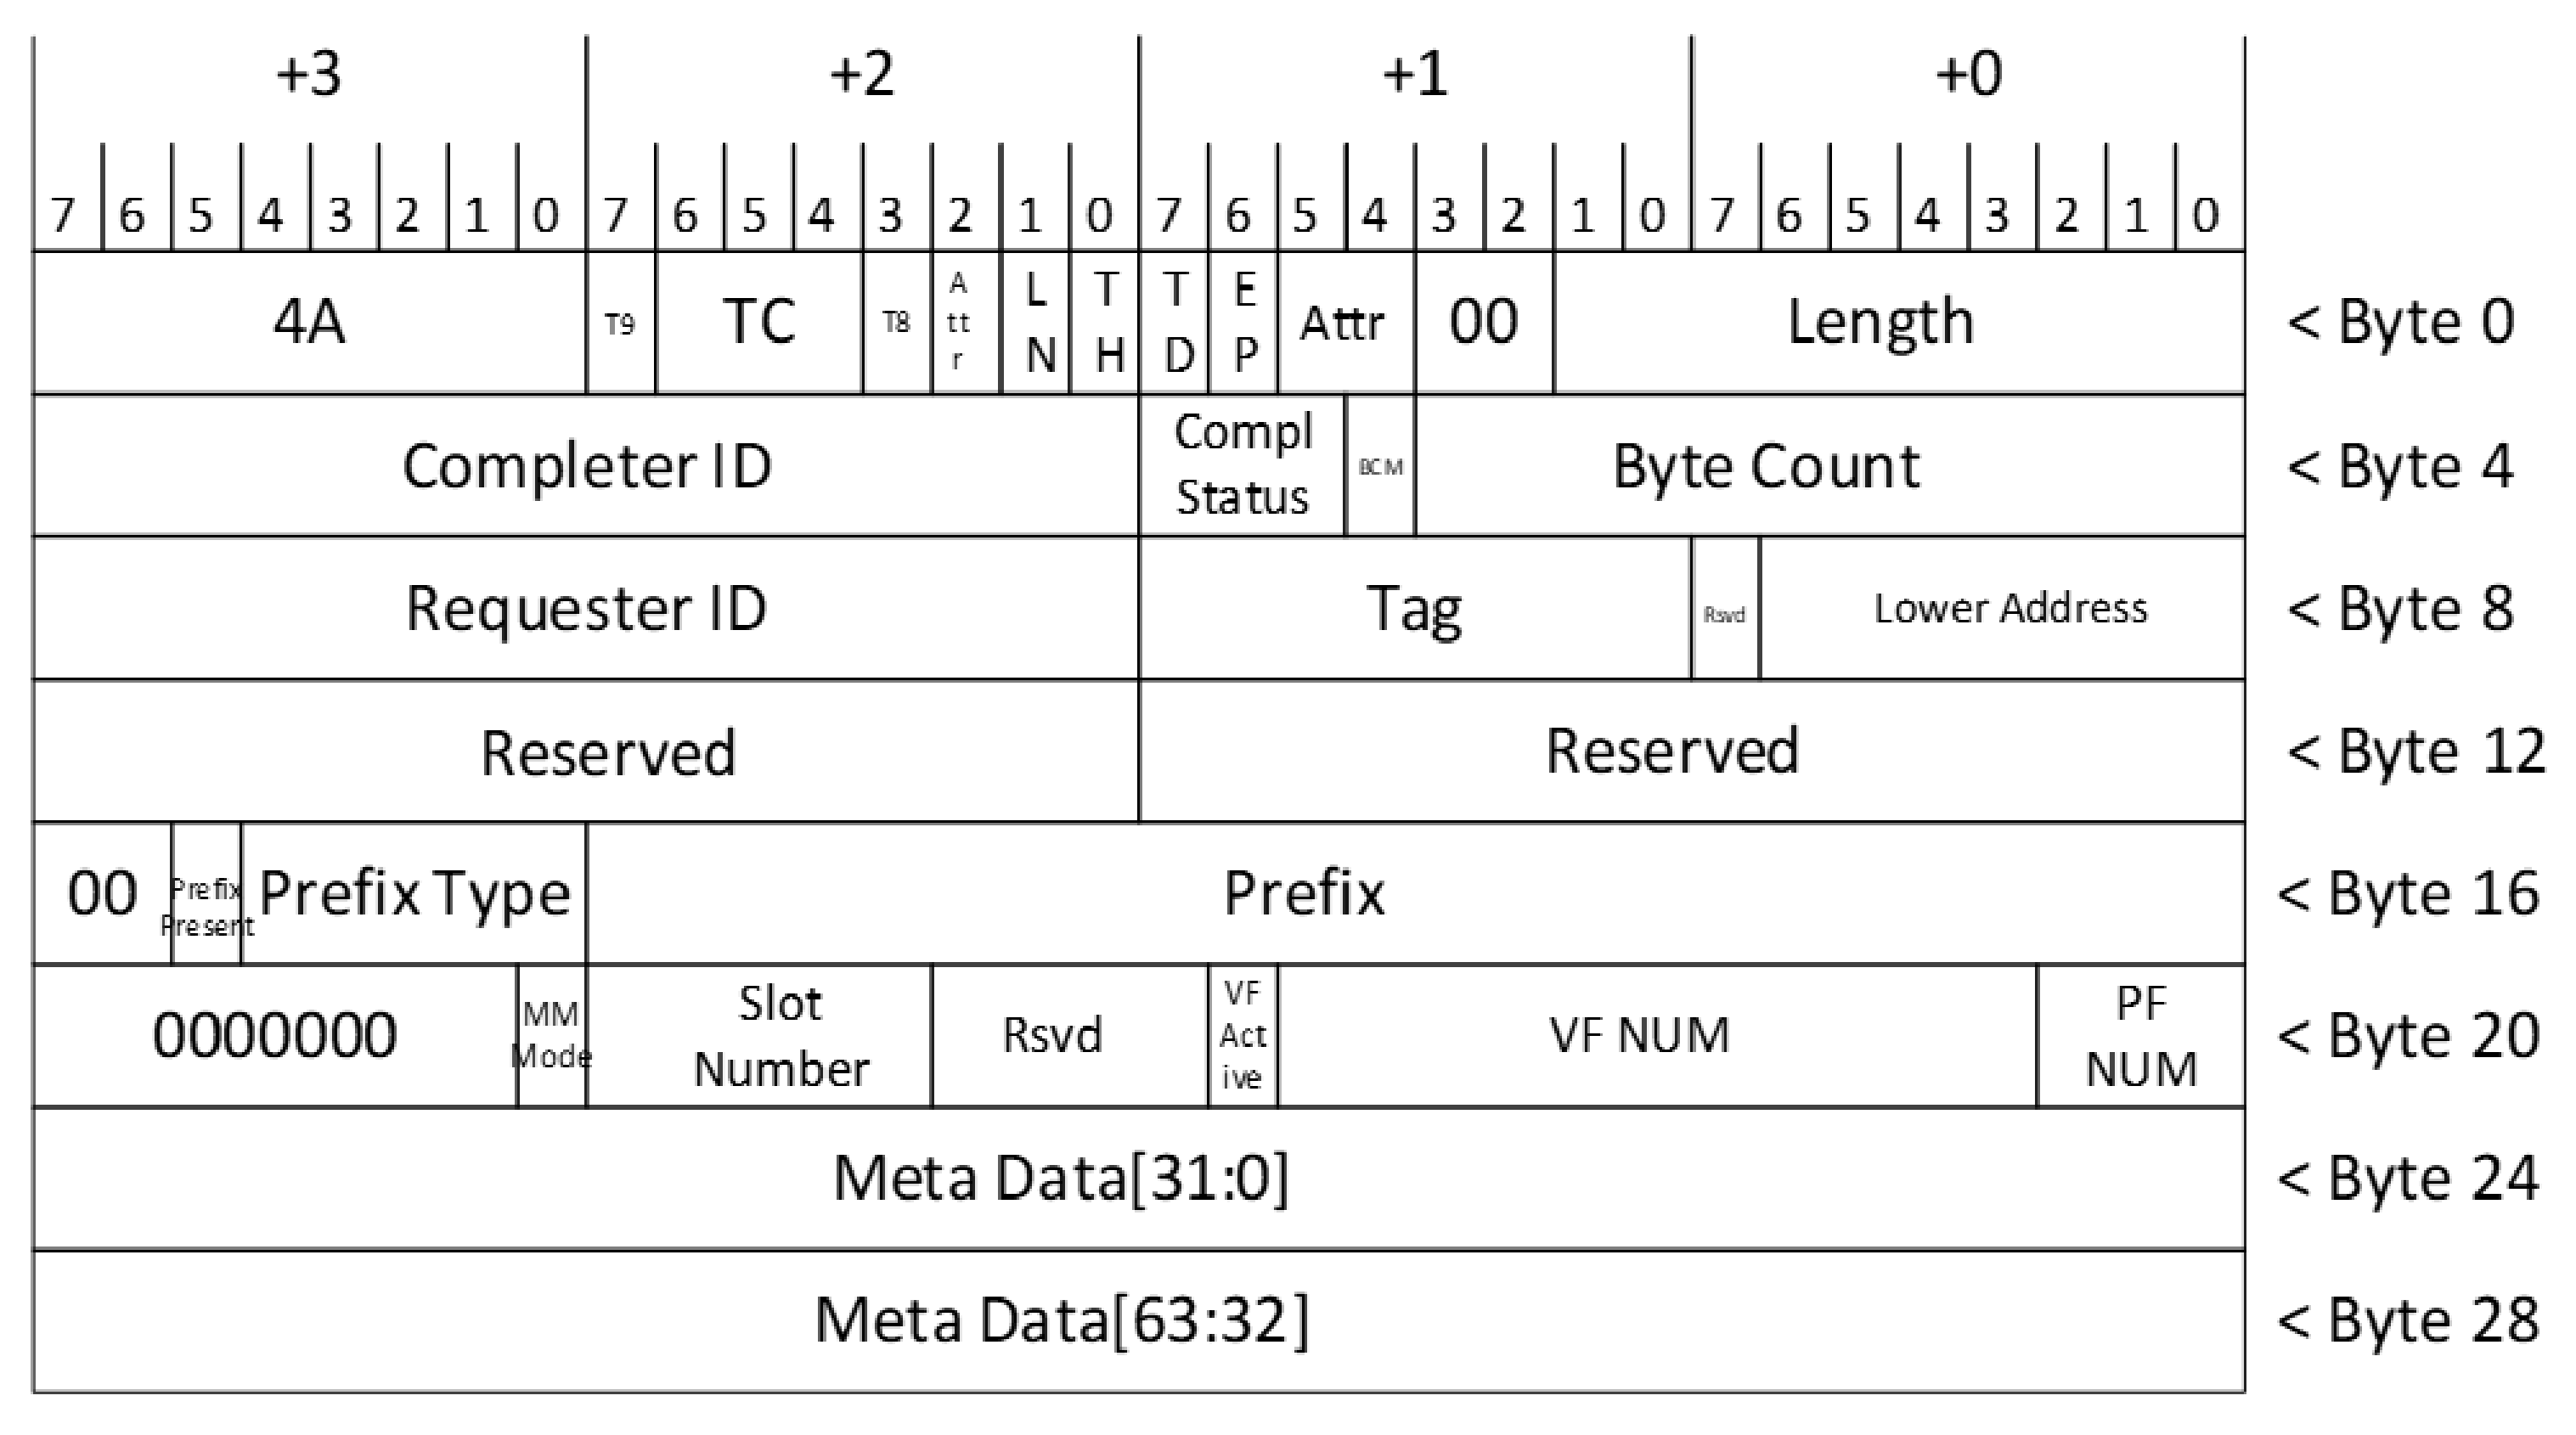 +3 +2 +1 +0
7 6 5 4 3 2 1 0 7 6 5 4 3 2 1 0 7 6 5 4 3 2 1 0 7 6 5 4 3 2 1 0
4A T9 TC T8 Attr LN TH TD EP Attr 00 Length < Byte 0
Completer ID Compl Status BCM Byte Count < Byte 4
Requester ID Tag Rsvd Lower Address < Byte 8
Reserved Reserved < Byte 12
00 Prefix Present Prefix Type Prefix < Byte 16
0000000 MM Mode Slot Number Rsvd VF Active VF NUM PF NUM < Byte 20
Meta Data[31:0] < Byte 24
Meta Data[63:32] < Byte 28